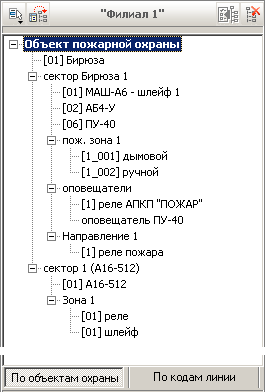 "Филиал 1"
Объект пожарной охраны
[01] Бирюза
сектор Бирюза 1
[01] МАШ-А6 - шлейф 1
[02] АБ4-У
[06] ПУ-40
пож. зона 1
[1_001] дымовой
[1_002] ручной
оповещатели
[1] реле АПКП "ПОЖАР"
оповещатель ПУ-40
Направление 1
[1] реле пожара
сектор 1 (А16-512)
[01] А16-512
Зона 1
[01] реле
[01] шлейф
По объектам охраны
По кодам линии